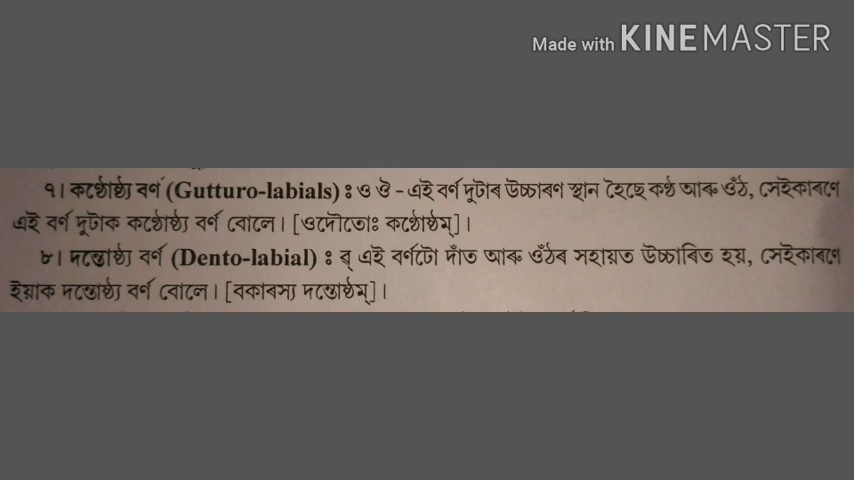 Made with KINEMASTER
৭। কণ্ঠোষ্ঠ্য বৰ্ণ (Gutturo-labials) ঃ ও ঔ - এই বৰ্ণ দুটাৰ উচ্চাৰণ স্থান হৈছে কণ্ঠ আৰু ওঁঠ, সেইকাৰণে
এই বৰ্ণ দুটাক কণ্ঠোষ্ঠ্য বৰ্ণ বোলে। [ওদৌতোঃ কণ্ঠোষ্ঠম্]।
৮। দন্তোষ্ঠ্য বৰ্ণ (Dento-labial) ঃ ৱ্ এই বৰ্ণটো দাঁত আৰু ওঁঠৰ সহায়ত উচ্চাৰিত হয়, সেইকাৰণে
ইয়াক দন্তোষ্ঠ্য বৰ্ণ বোলে। [বকাৰস্য দন্তোষ্ঠম্]।